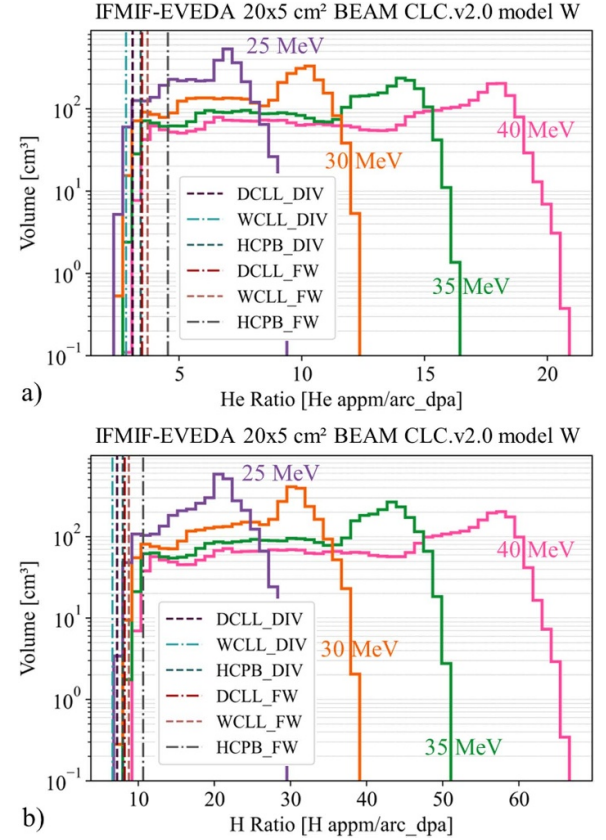 IFMIF-EVEDA 20x5 cm² BEAM CLC.v2.0 model W
25 MeV
40 MeV
30 MeV
35 MeV
DCLL_DIV
WCLL_DIV
HCPB_DIV
DCLL_FW
WCLL_FW
HCPB_FW
Volume [cm³]
10²
10¹
10⁰
10⁻¹
5 10 15 20
He Ratio [He appm/arc_dpa]
a)
IFMIF-EVEDA 20x5 cm² BEAM CLC.v2.0 model W
25 MeV
40 MeV
30 MeV
35 MeV
DCLL_DIV
WCLL_DIV
HCPB_DIV
DCLL_FW
WCLL_FW
HCPB_FW
Volume [cm³]
10²
10¹
10⁰
10⁻¹
10 20 30 40 50 60
H Ratio [H appm/arc_dpa]
b)